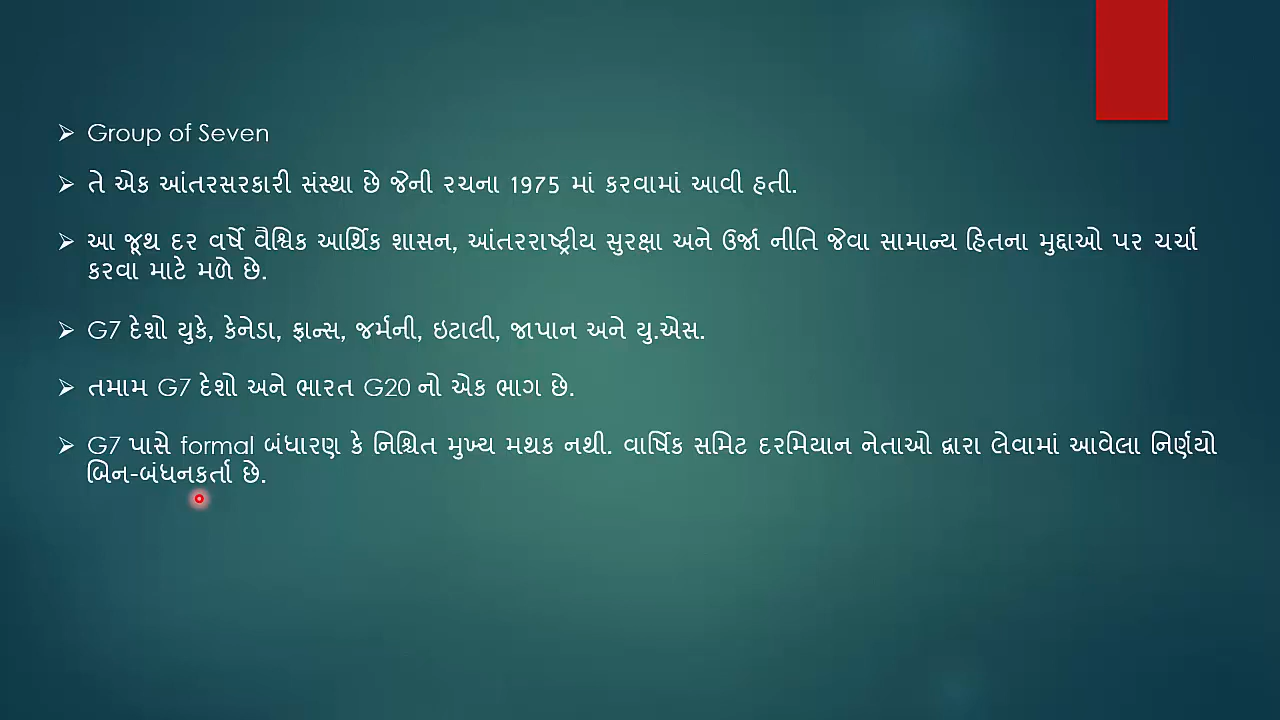 Group of Seven
તે એક આંતરસરકારી સંસ્થા છે જેની રચના 1975 માં કરવામાં આવી હતી.
આ જૂથ દર વર્ષે વૈશ્વિક આર્થિક શાસન, આંતરરાષ્ટ્રીય સુરક્ષા અને ઉર્જા નીતિ જેવા સામાન્ય હિતના મુદ્દાઓ પર ચર્ચા
કરવા માટે મળે છે.
G7 દેશો યુકે, કેનેડા, ફ્રાન્સ, જર્મની, ઇટાલી, જાપાન અને યુ.એસ.
તમામ G7 દેશો અને ભારત G20 નો એક ભાગ છે.
G7 પાસે formal બંધારણ કે નિશ્ચિત મુખ્ય મથક નથી. વાર્ષિક સમિટ દરમિયાન નેતાઓ દ્વારા લેવામાં આવેલા નિર્ણયો
બિન-બંધનકર્તા છે.